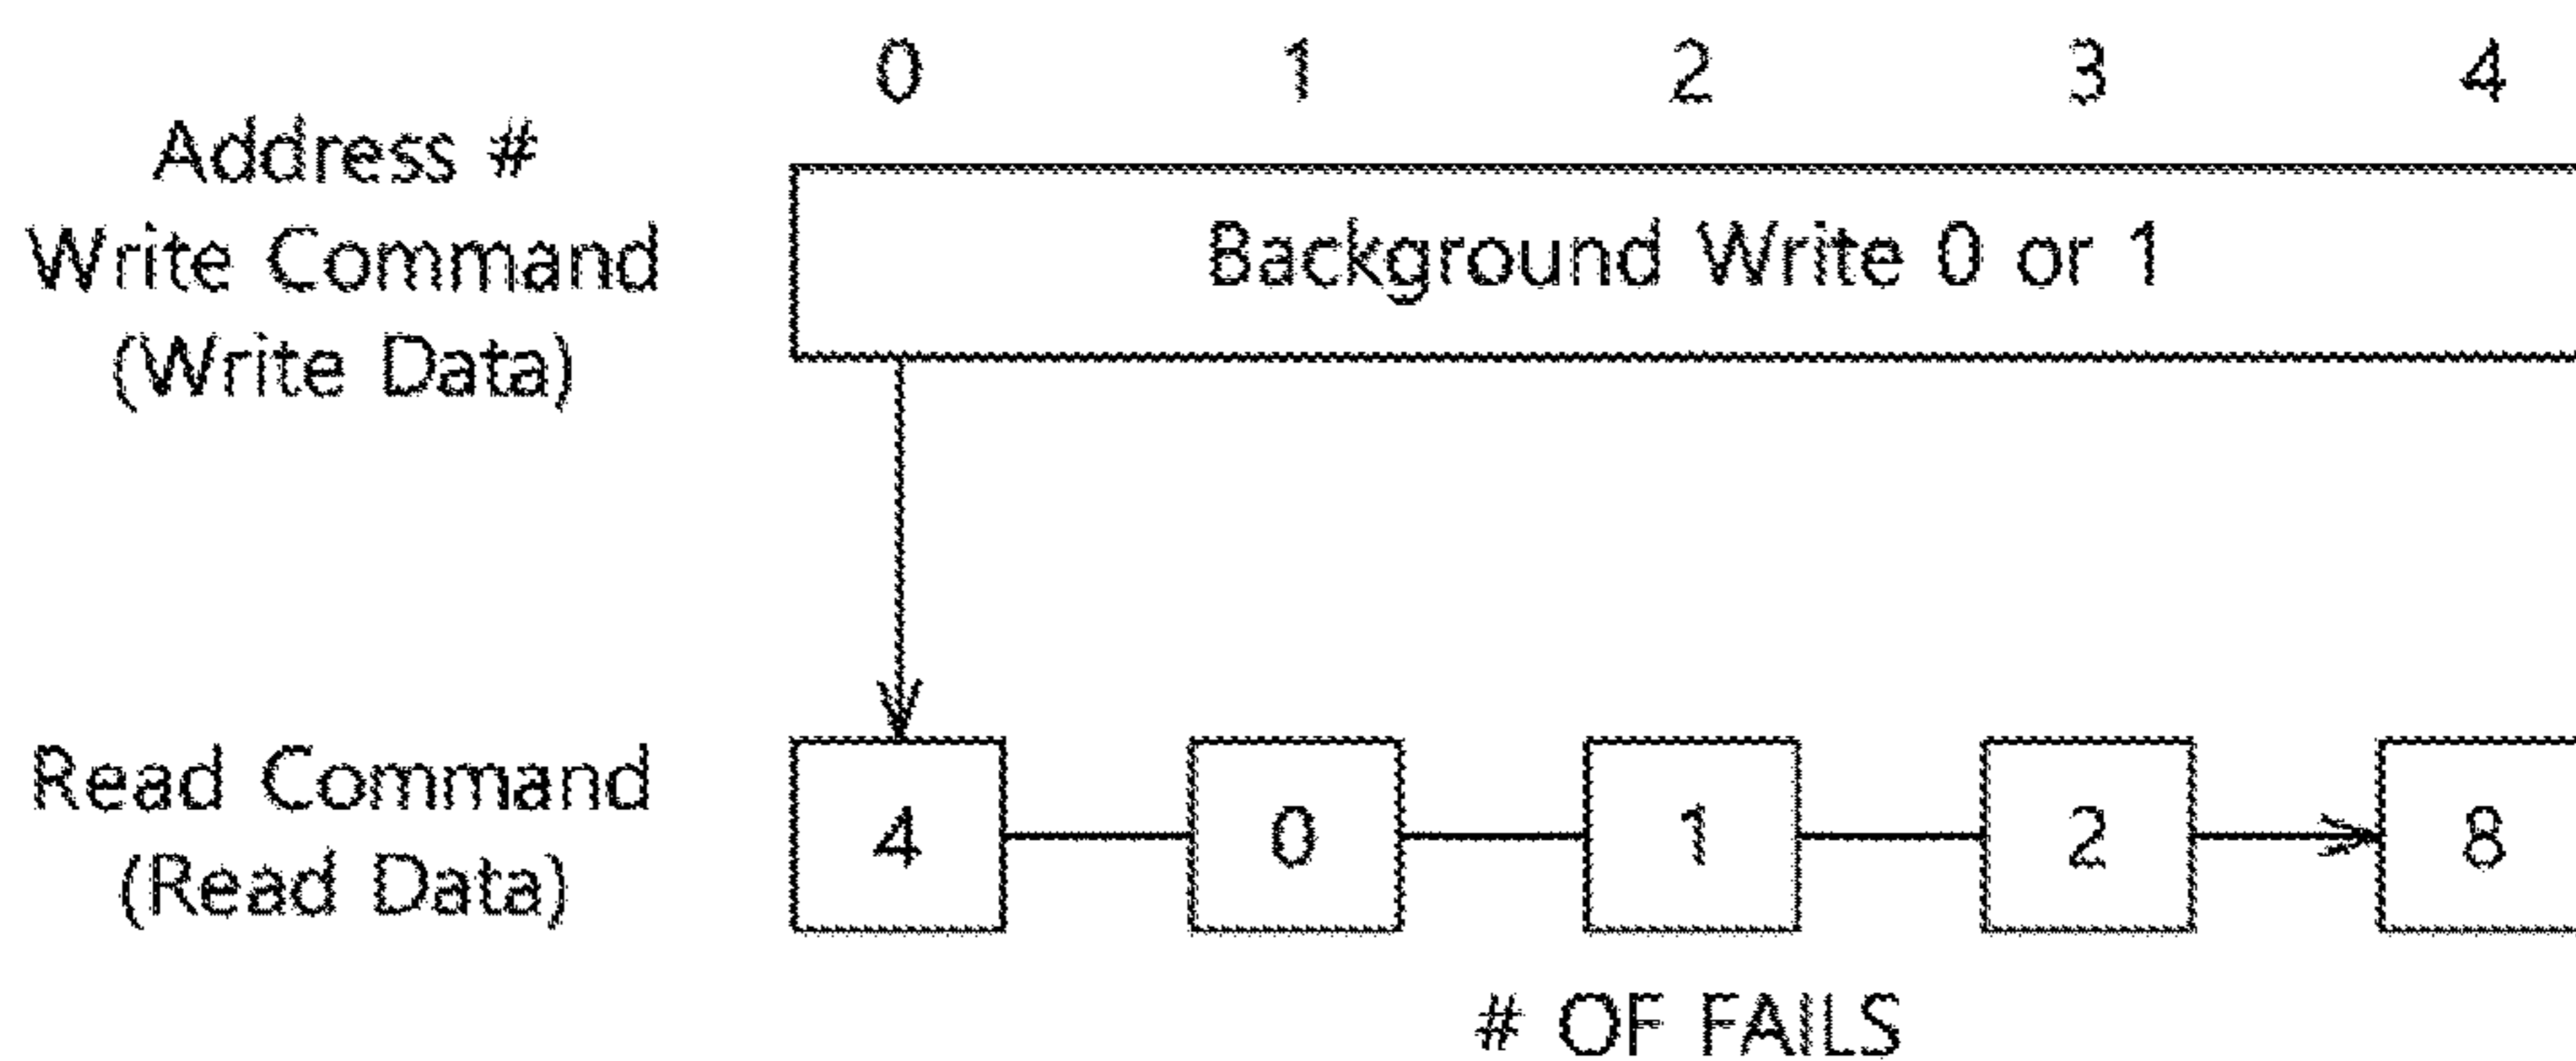 0 1 2 3 4
Address #
Write Command
(Write Data)
Background Write 0 or 1
Read Command
(Read Data)
4 0 1 2 8
# OF FAILS